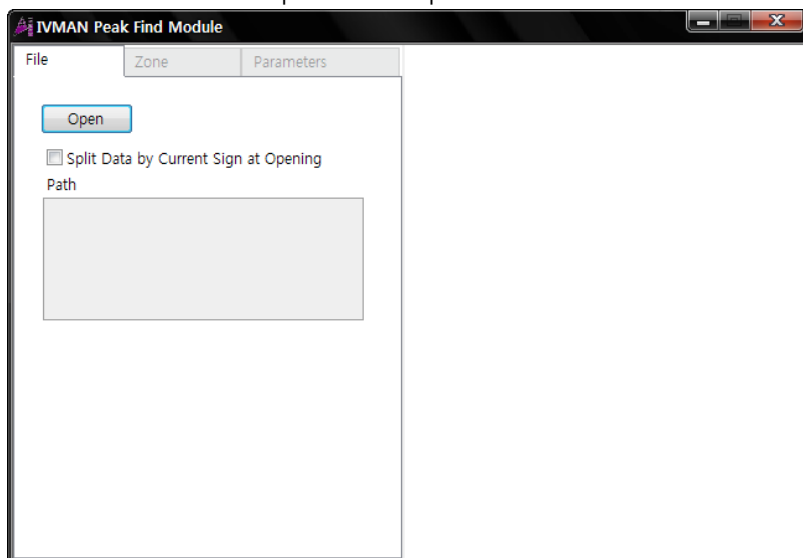 IVMAN Peak Find Module
File Zone Parameters
Open
Split Data by Current Sign at Opening
Path